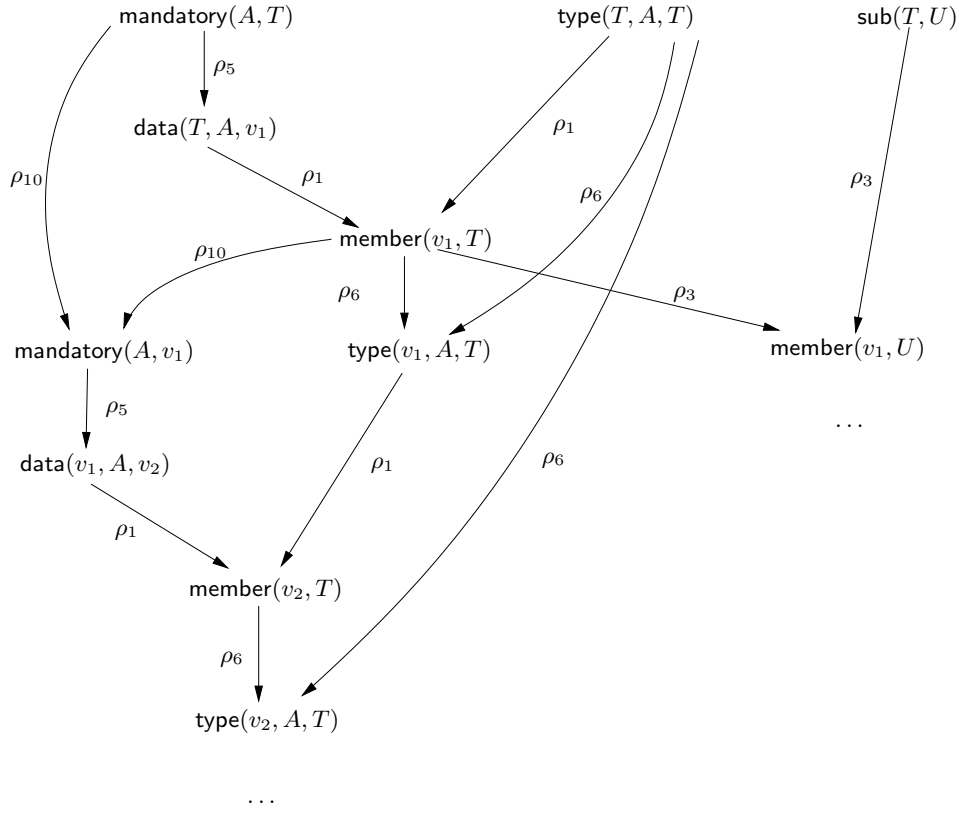 mandatory(A, T) type(T, A, T) sub(T, U)
ρ5
data(T, A, v1)
ρ1
ρ10 ρ1 ρ6 ρ3
member(v1, T)
ρ10 ρ6 ρ3
mandatory(A, v1) type(v1, A, T) member(v1, U)
ρ5 . . .
data(v1, A, v2) ρ1 ρ6
ρ1
member(v2, T)
ρ6
type(v2, A, T)
. . .